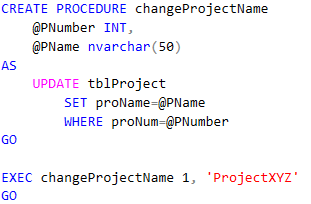 CREATE PROCEDURE changeProjectName
    @PNumber INT,
    @PName nvarchar(50)
AS
    UPDATE tblProject
        SET proName=@PName
        WHERE proNum=@PNumber
GO

EXEC changeProjectName 1, 'ProjectXYZ'
GO